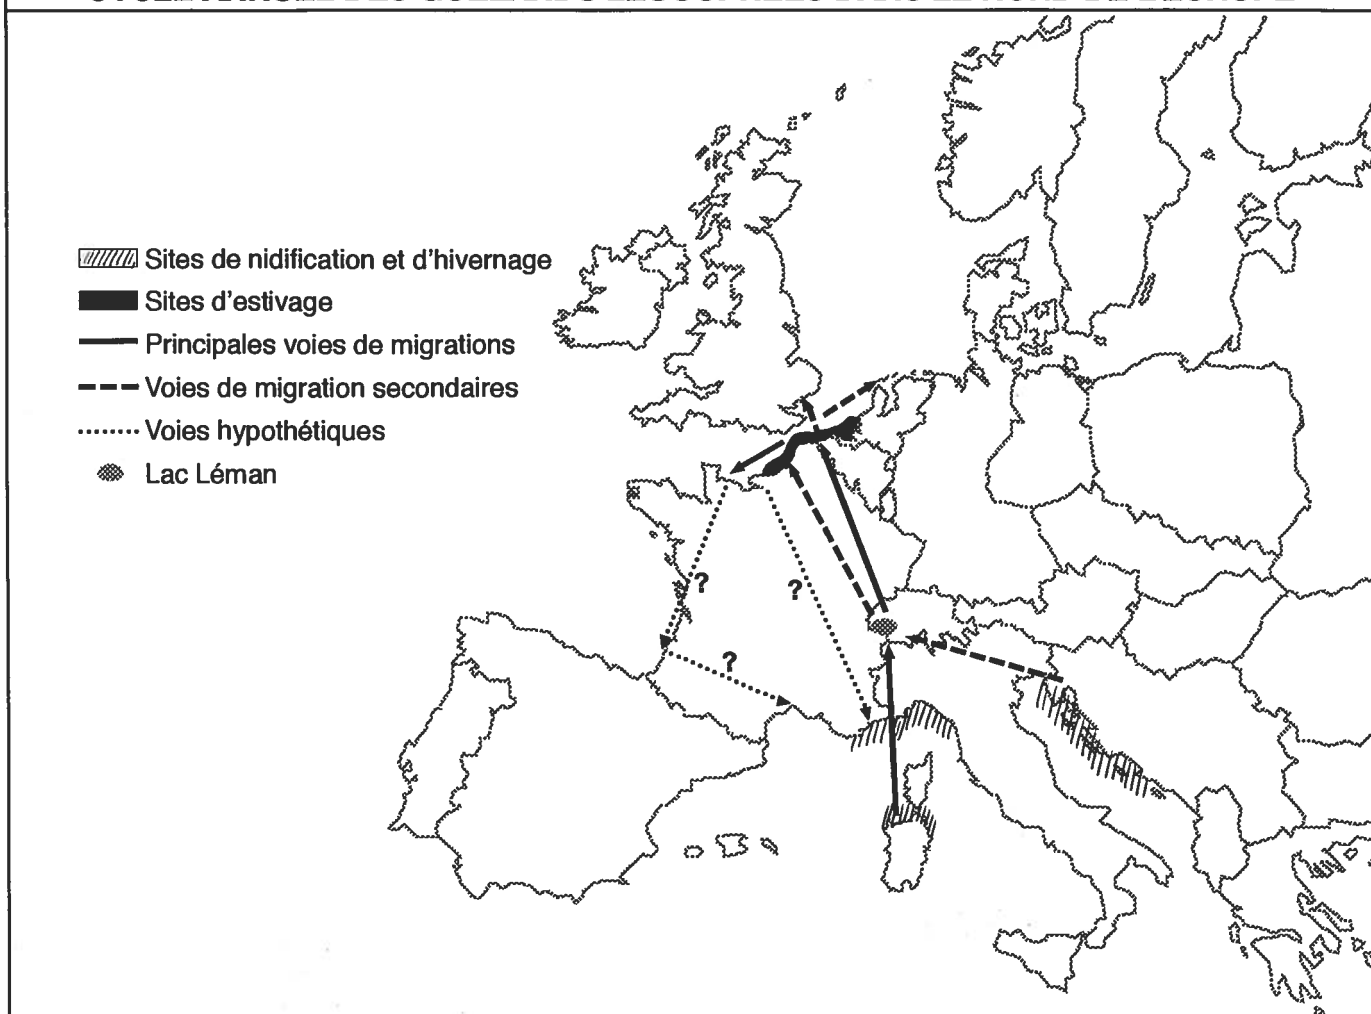 Sites de nidification et d'hivernage
Sites d'estivage
Principales voies de migrations
Voies de migration secondaires
Voies hypothétiques
Lac Léman
?
?
?